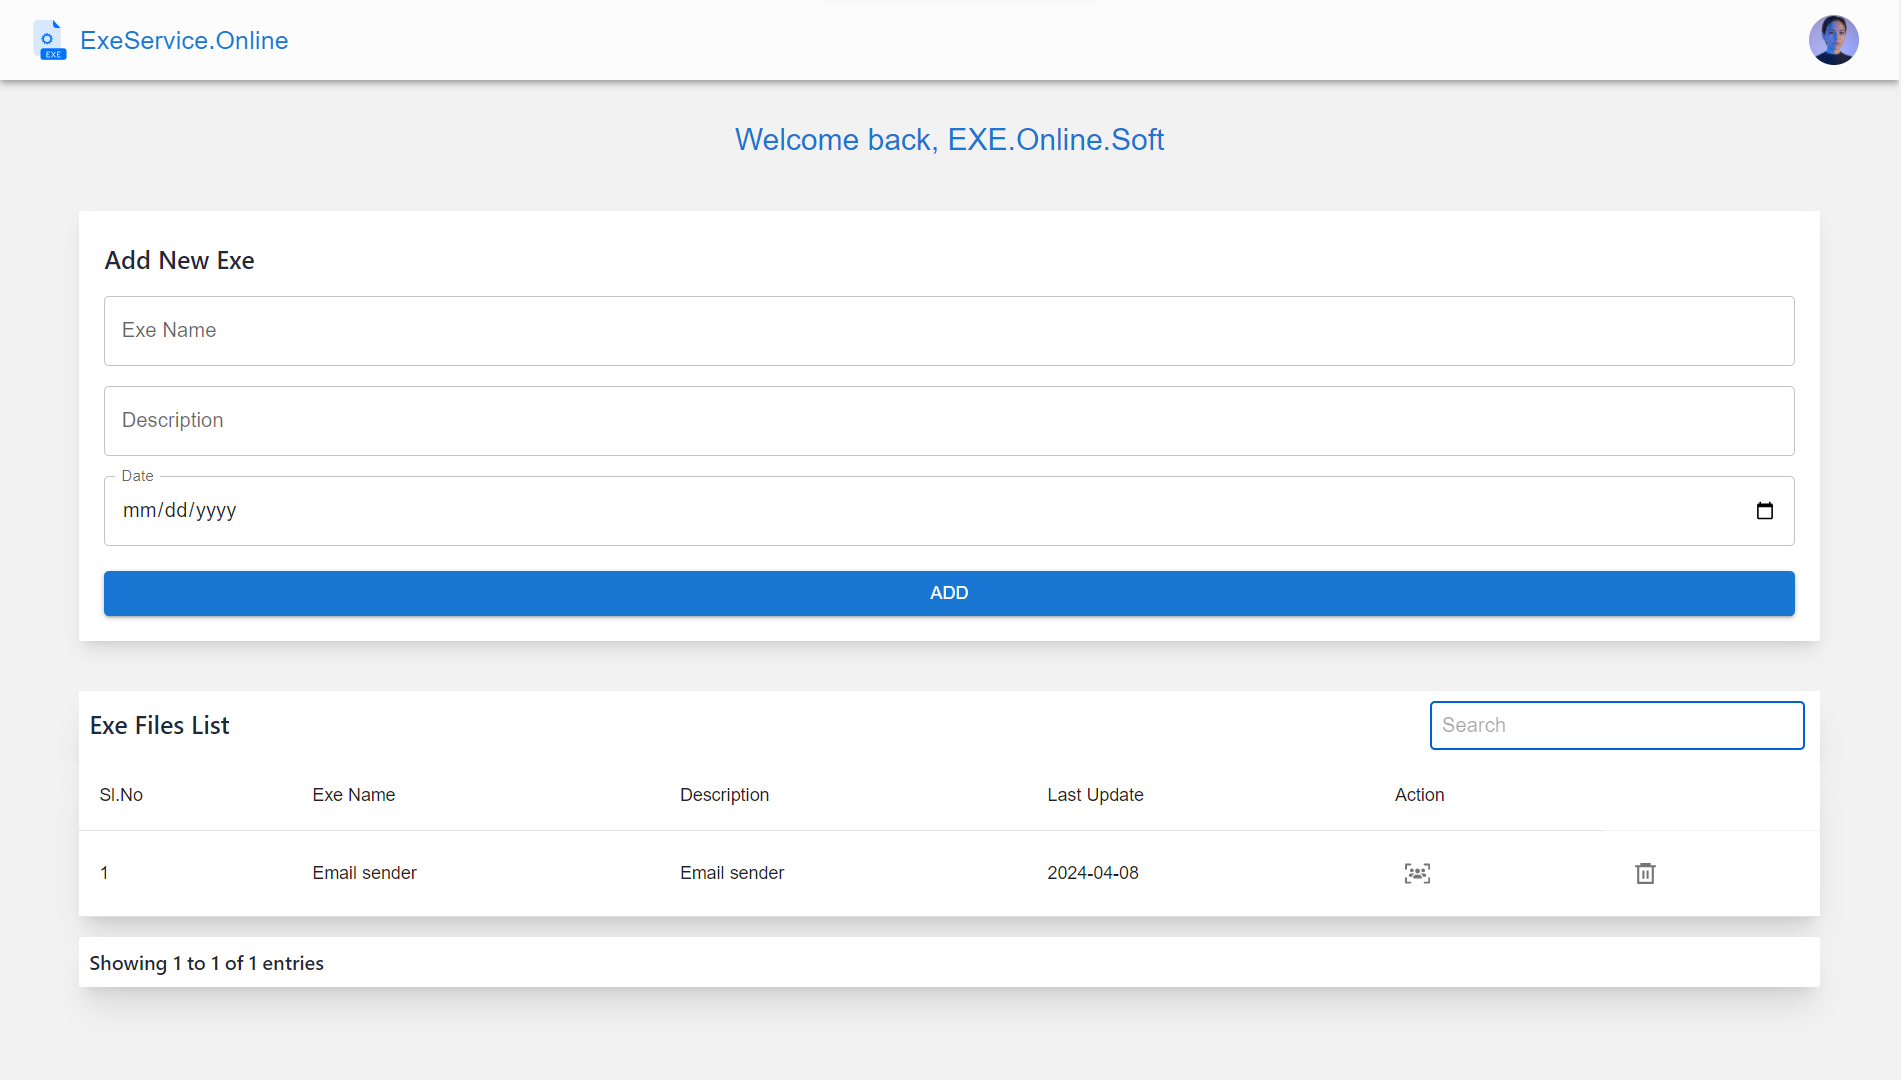 EXE
ExeService.Online
Welcome back, EXE.Online.Soft
Add New Exe
Exe Name
Description
Date
mm/dd/yyyy
ADD
Exe Files List
Search
Sl.No Exe Name Description Last Update Action
1 Email sender Email sender 2024-04-08
Showing 1 to 1 of 1 entries